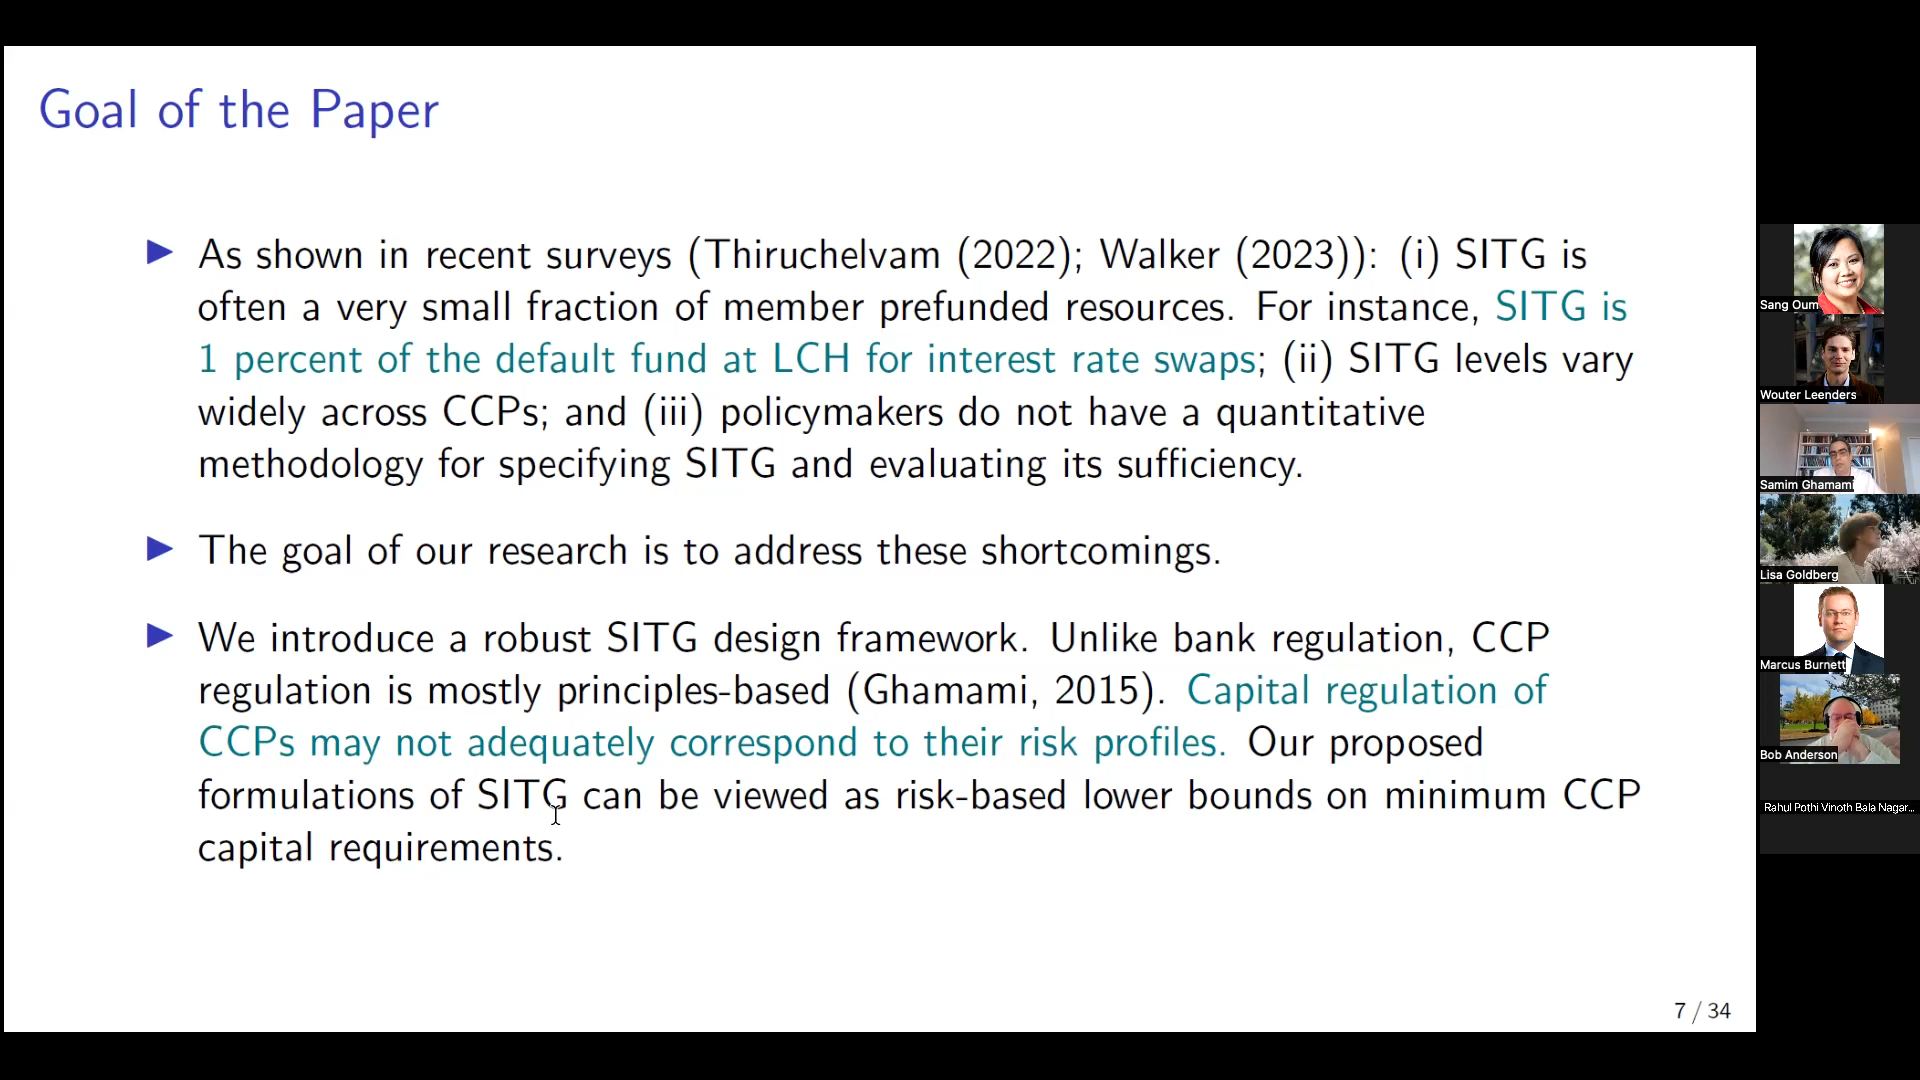 Goal of the Paper
As shown in recent surveys (Thiruchelvam (2022); Walker (2023)): (i) SITG is
often a very small fraction of member prefunded resources. For instance, SITG is
1 percent of the default fund at LCH for interest rate swaps; (ii) SITG levels vary
widely across CCPs; and (iii) policymakers do not have a quantitative
methodology for specifying SITG and evaluating its sufficiency.
The goal of our research is to address these shortcomings.
We introduce a robust SITG design framework. Unlike bank regulation, CCP
regulation is mostly principles-based (Ghamami, 2015). Capital regulation of
CCPs may not adequately correspond to their risk profiles. Our proposed
formulations of SITG can be viewed as risk-based lower bounds on minimum CCP
capital requirements.
7 / 34
Sang Oum
Wouter Leenders
Samim Ghamami
Lisa Goldberg
Marcus Burnett
Bob Anderson
Rahul Pothi Vinoth Bala Nagar...